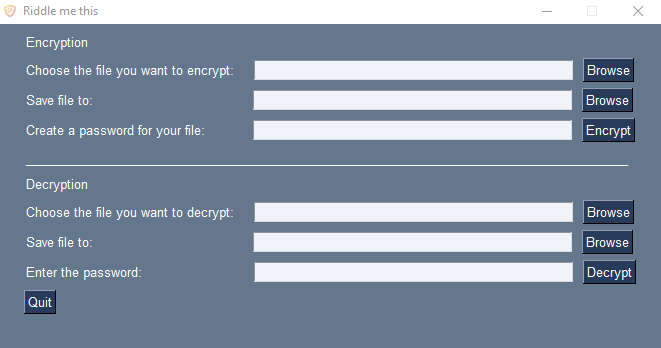 Riddle me this
Encryption
Choose the file you want to encrypt: Browse
Save file to: Browse
Create a password for your file: Encrypt
Decryption
Choose the file you want to decrypt: Browse
Save file to: Browse
Enter the password: Decrypt
Quit